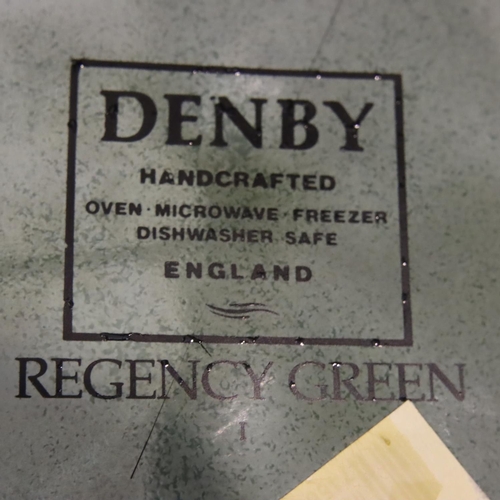 DENBY
HANDCRAFTED
OVEN · MICROWAVE · FREEZER
DISHWASHER SAFE
ENGLAND
REGENCY GREEN
I